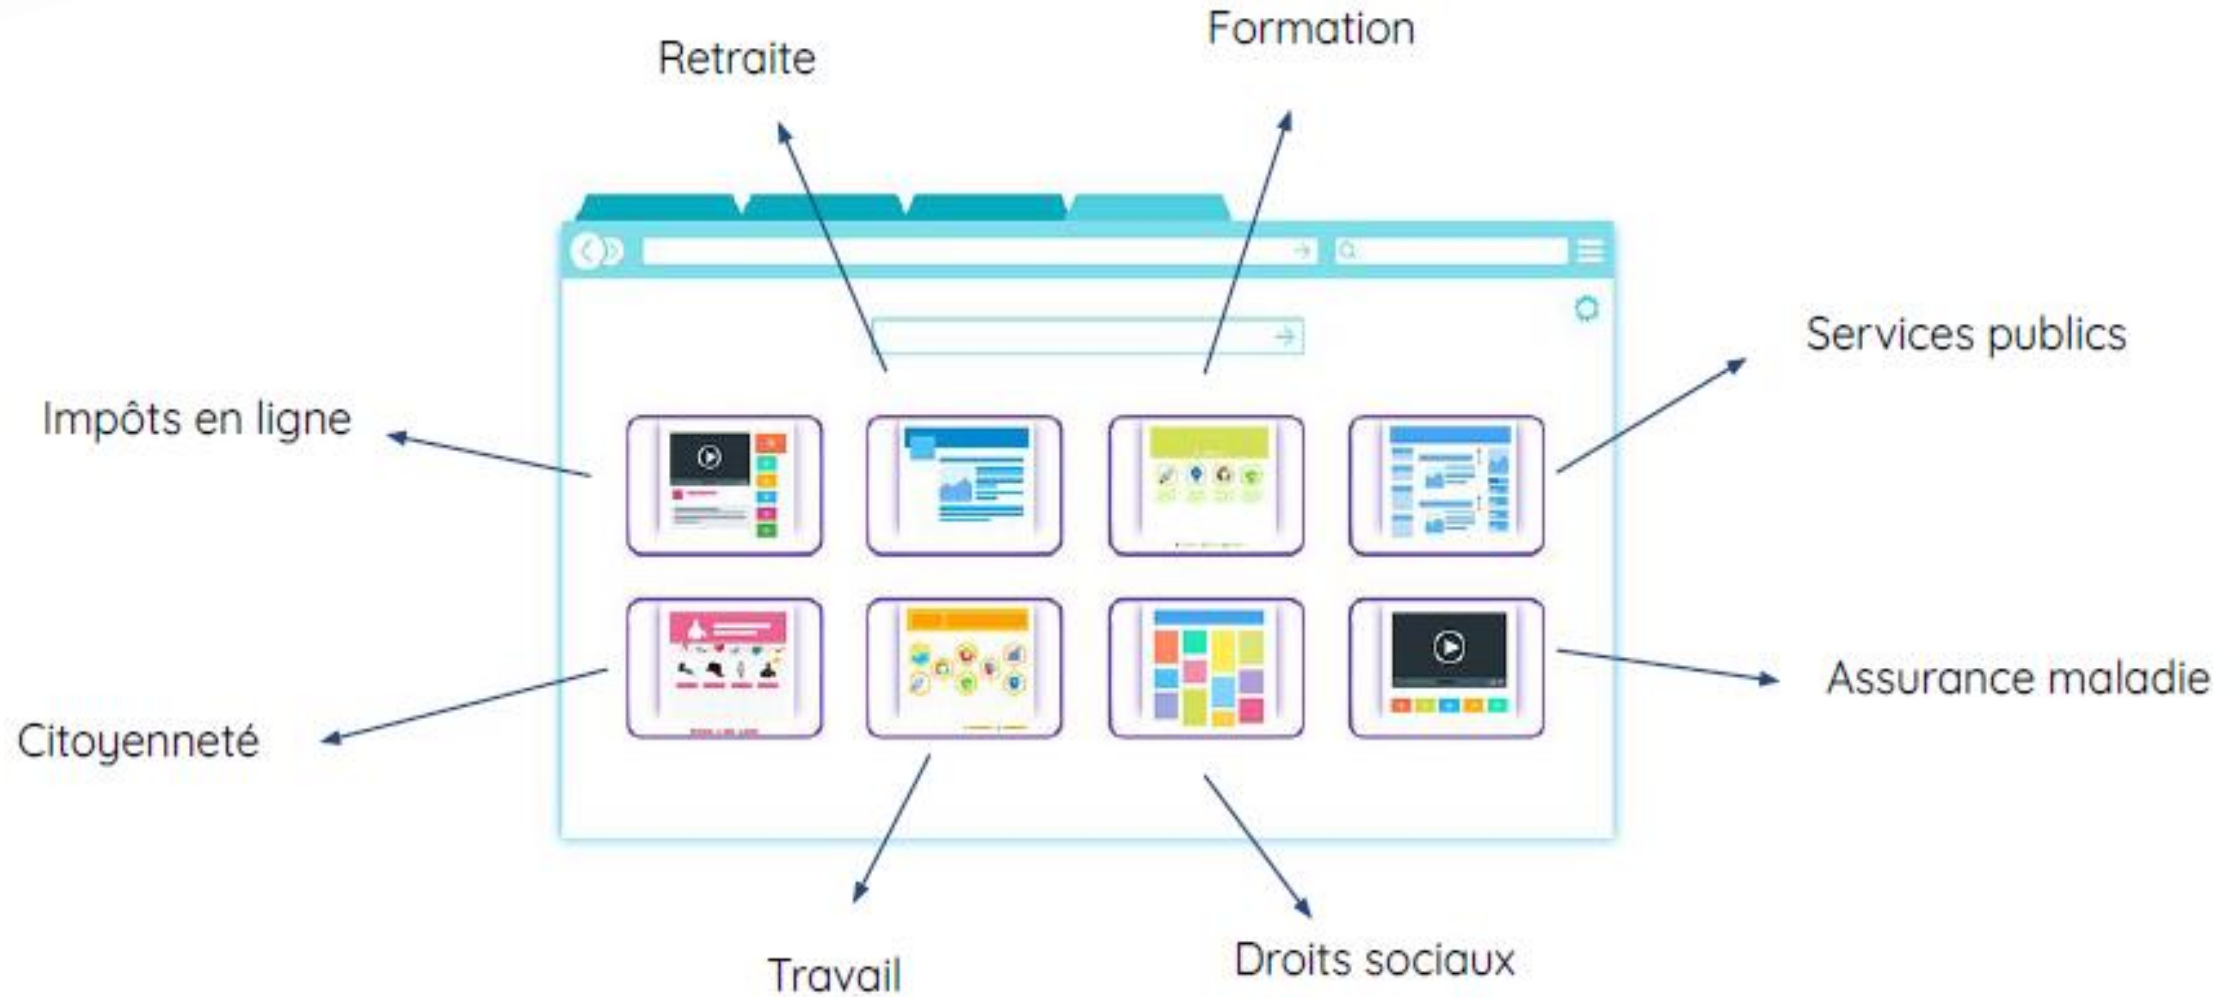 Formation
Retraite
Services publics
Impôts en ligne
Assurance maladie
Citoyenneté
Droits sociaux
Travail